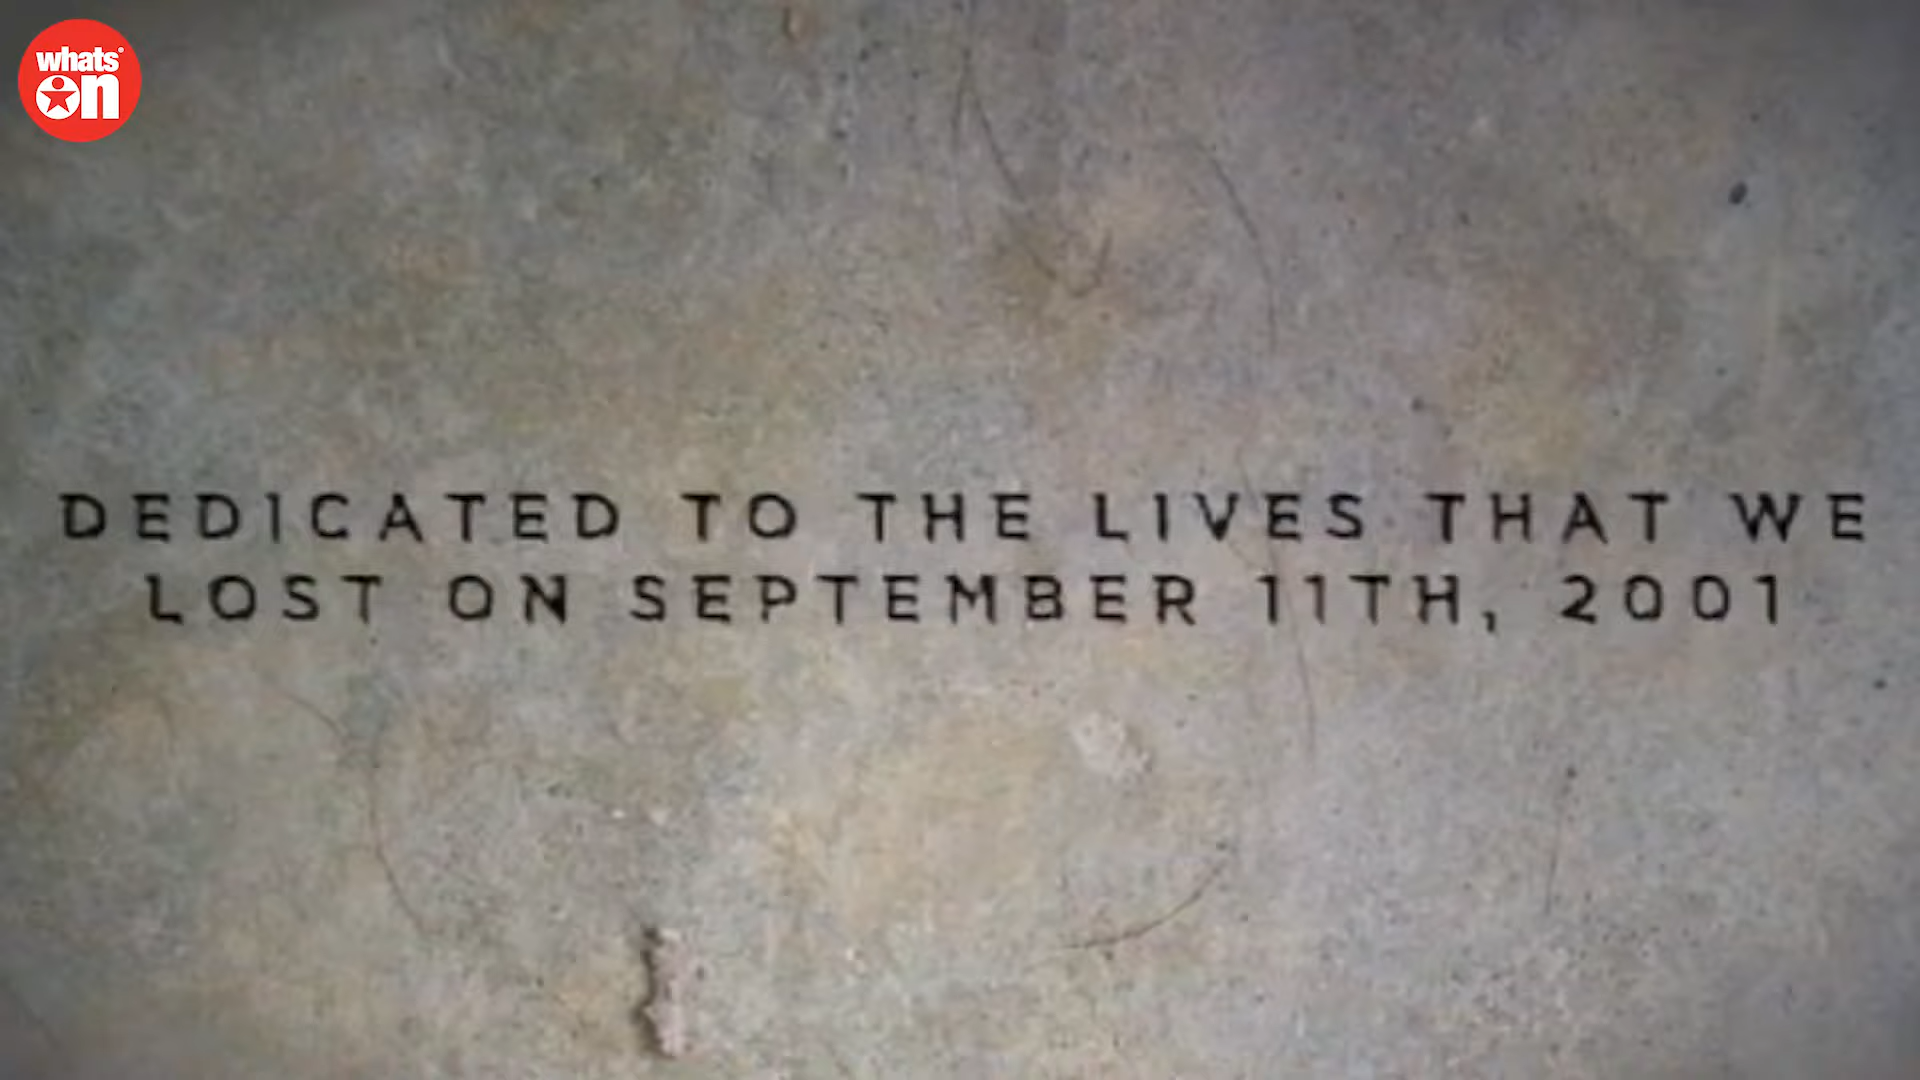 whats
on
DEDICATED TO THE LIVES THAT WE
LOST ON SEPTEMBER 11TH, 2001